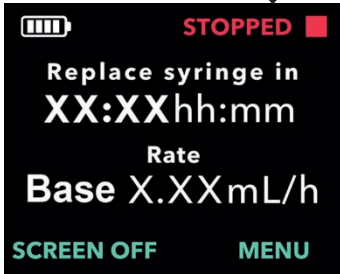 STOPPED
Replace syringe in
XX:XXhh:mm
Rate
Base X.XXmL/h
SCREEN OFF MENU